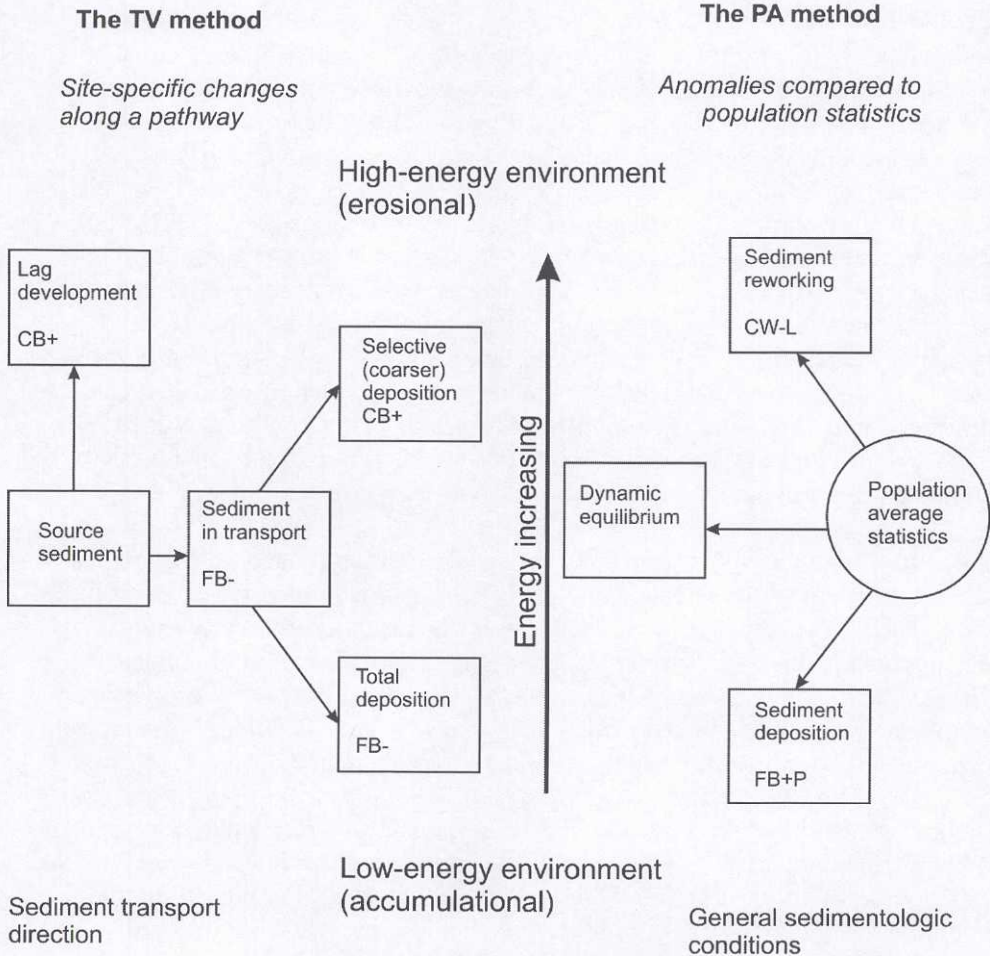 The TV method
Site-specific changes
along a pathway
The PA method
Anomalies compared to
population statistics
High-energy environment
(erosional)
Lag
development
CB+
Selective
(coarser)
deposition
CB+
Source
sediment
Sediment
in transport
FB-
Total
deposition
FB-
Energy increasing
Sediment
reworking
CW-L
Dynamic
equilibrium
Population
average
statistics
Sediment
deposition
FB+P
Low-energy environment
(accumulational)
Sediment transport
direction
General sedimentologic
conditions